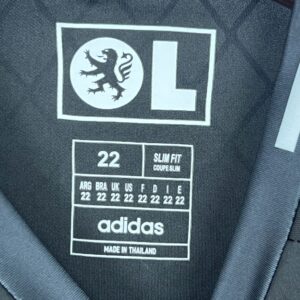 OL
22
SLIM FIT
COUPE SLIM
ARG BRA UK US F D I E
22 22 22 22 22 22 22 22
adidas
MADE IN THAILAND